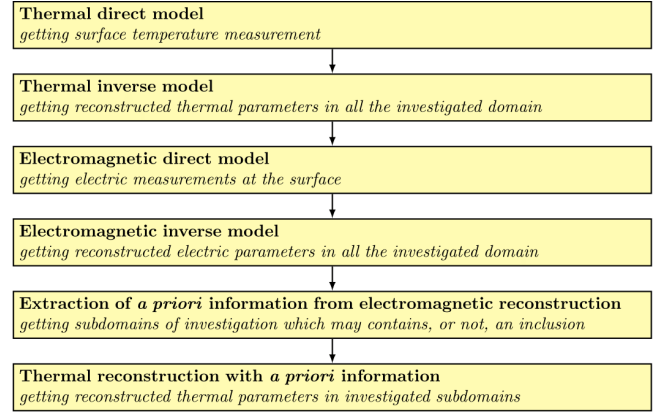 Thermal direct model
getting surface temperature measurement
Thermal inverse model
getting reconstructed thermal parameters in all the investigated domain
Electromagnetic direct model
getting electric measurements at the surface
Electromagnetic inverse model
getting reconstructed electric parameters in all the investigated domain
Extraction of a priori information from electromagnetic reconstruction
getting subdomains of investigation which may contains, or not, an inclusion
Thermal reconstruction with a priori information
getting reconstructed thermal parameters in investigated subdomains